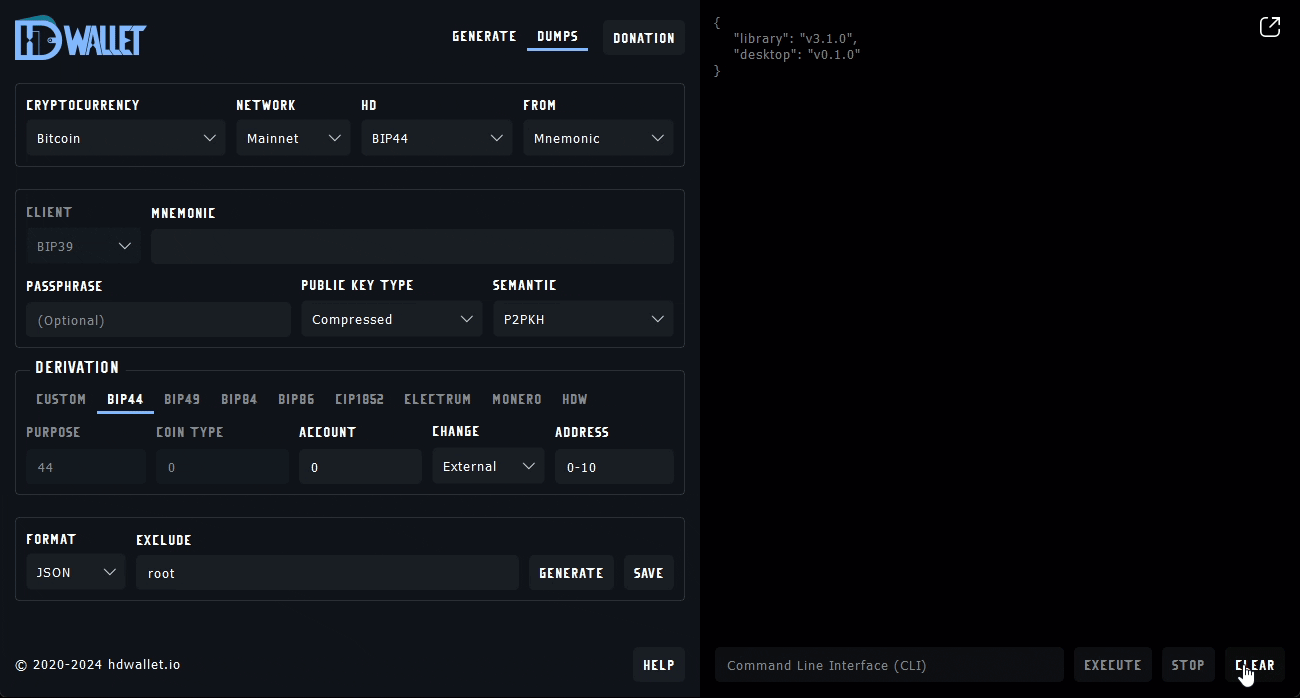 HD WALLET
GENERATE DUMPS DONATION
CRYPTOCURRENCY NETWORK HD FROM
Bitcoin Mainnet BIP44 Mnemonic
CLIENT MNEMONIC
BIP39
PASSPHRASE PUBLIC KEY TYPE SEMANTIC
(Optional) Compressed P2PKH
DERIVATION
CUSTOM BIP44 BIP49 BIP84 BIP86 CIP1852 ELECTRUM MONERO HDW
PURPOSE COIN TYPE ACCOUNT CHANGE ADDRESS
44 0 0 External 0-10
FORMAT EXCLUDE
JSON root GENERATE SAVE
© 2020-2024 hdwallet.io HELP
{
"library": "v3.1.0",
"desktop": "v0.1.0"
}
Command Line Interface (CLI) EXECUTE STOP CLEAR